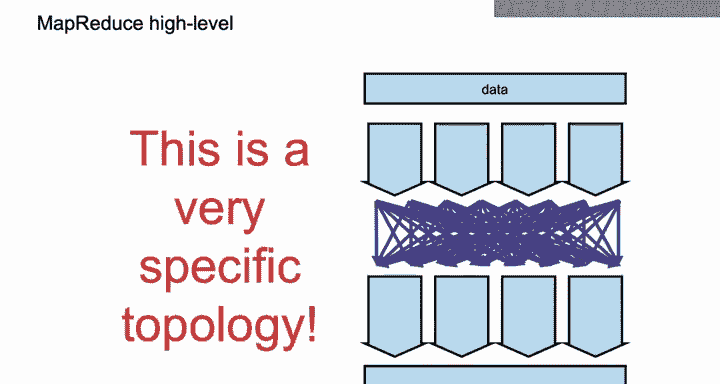 MapReduce high-level
data
This is a
very
specific
topology!